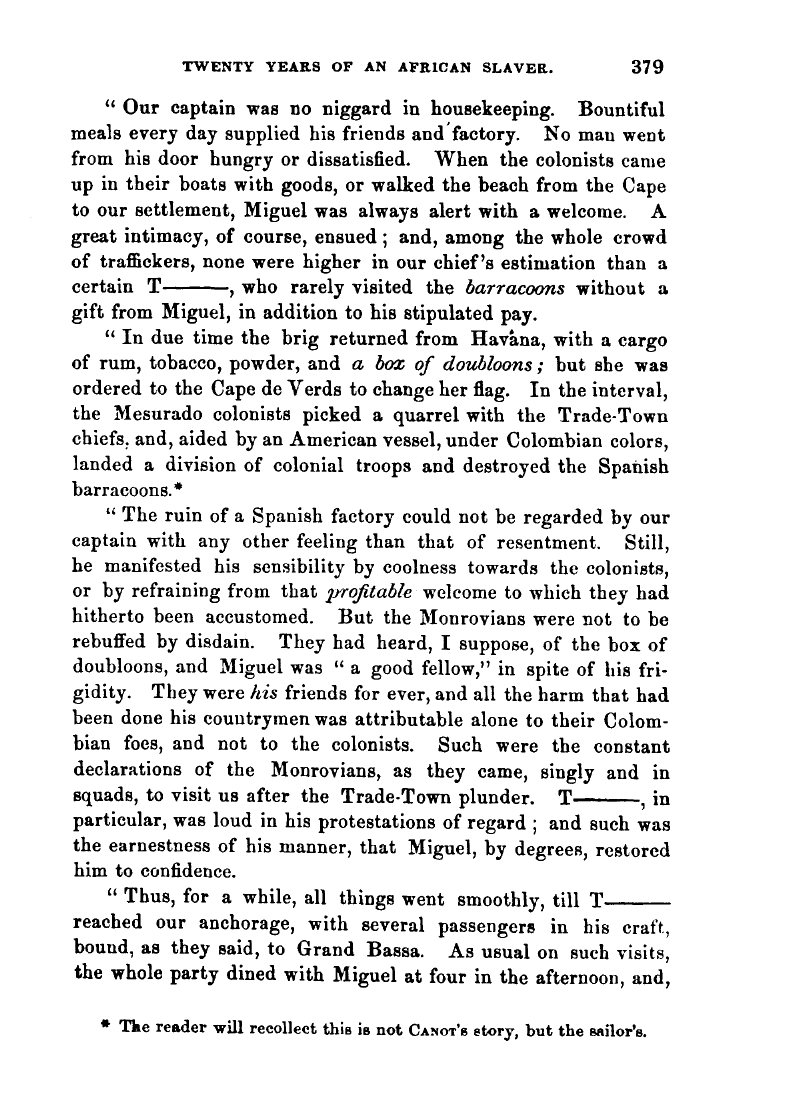 TWENTY YEARS OF AN AFRICAN SLAVER. 379
“ Our captain was no niggard in housekeeping. Bountiful
meals every day supplied his friends and factory. No man went
from his door hungry or dissatisfied. When the colonists came
up in their boats with goods, or walked the beach from the Cape
to our settlement, Miguel was always alert with a welcome. A
great intimacy, of course, ensued ; and, among the whole crowd
of traffickers, none were higher in our chief’s estimation than a
certain T———, who rarely visited the barracoons without a
gift from Miguel, in addition to his stipulated pay.
“ In due time the brig returned from Havana, with a cargo
of rum, tobacco, powder, and a box of doubloons ; but she was
ordered to the Cape de Verds to change her flag. In the interval,
the Mesurado colonists picked a quarrel with the Trade-Town
chiefs, and, aided by an American vessel, under Colombian colors,
landed a division of colonial troops and destroyed the Spanish
barracoons.*
“ The ruin of a Spanish factory could not be regarded by our
captain with any other feeling than that of resentment. Still,
he manifested his sensibility by coolness towards the colonists,
or by refraining from that profitable welcome to which they had
hitherto been accustomed. But the Monrovians were not to be
rebuffed by disdain. They had heard, I suppose, of the box of
doubloons, and Miguel was “ a good fellow,” in spite of his fri-
gidity. They were his friends for ever, and all the harm that had
been done his countrymen was attributable alone to their Colom-
bian foes, and not to the colonists. Such were the constant
declarations of the Monrovians, as they came, singly and in
squads, to visit us after the Trade-Town plunder. T———, in
particular, was loud in his protestations of regard ; and such was
the earnestness of his manner, that Miguel, by degrees, restored
him to confidence.
“ Thus, for a while, all things went smoothly, till T———
reached our anchorage, with several passengers in his craft,
bound, as they said, to Grand Bassa. As usual on such visits,
the whole party dined with Miguel at four in the afternoon, and,
* The reader will recollect this is not CANOT’s story, but the sailor’s.